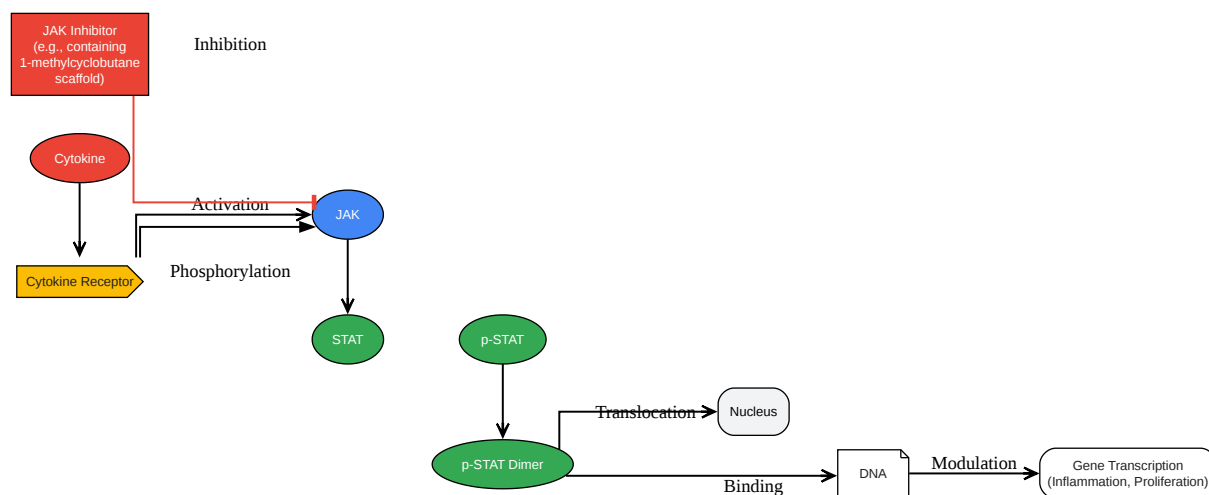 JAK Inhibitor
(e.g., containing
1-methylcyclobutane
scaffold)
Inhibition
Cytokine
Activation
JAK
Cytokine Receptor
Phosphorylation
STAT
p-STAT
Translocation
Nucleus
p-STAT Dimer
Binding
DNA
Modulation
Gene Transcription
(Inflammation, Proliferation)